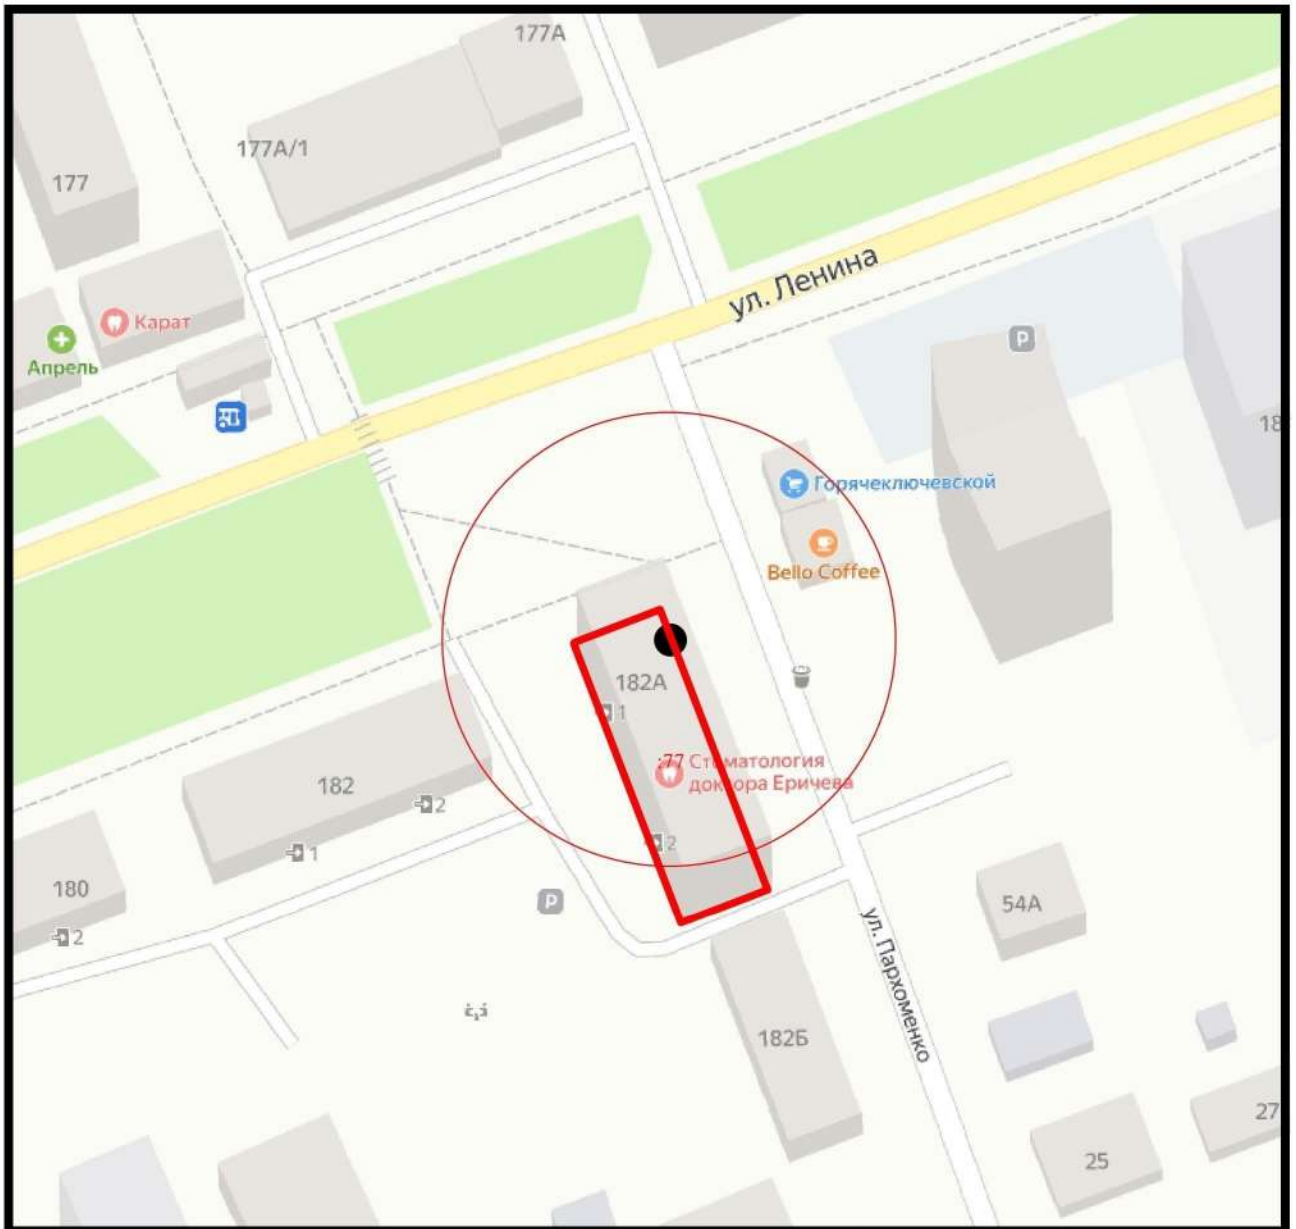 177А
177А/1
177
ул. Ленина
P
Карат
Апрель
Горячеключевской
Bello Coffee
182А
1
:77
Стоматология
доктора Еричева
2
182
2
1
180
2
P
54А
ул. Пархоменко
182Б
25
27